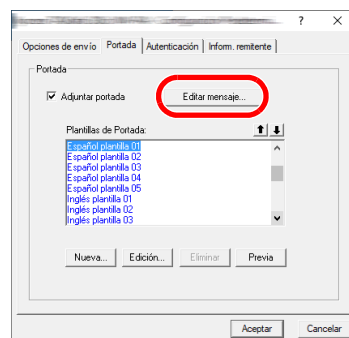 ? ×
Opciones de envío Portada Autenticación Inform. remitente
Portada
Adjuntar portada Editar mensaje...
Plantillas de Portada:
Español plantilla 01
Español plantilla 02
Español plantilla 03
Español plantilla 04
Español plantilla 05
Inglés plantilla 01
Inglés plantilla 02
Inglés plantilla 03
Nueva... Edición... Eliminar Previa
Aceptar Cancelar